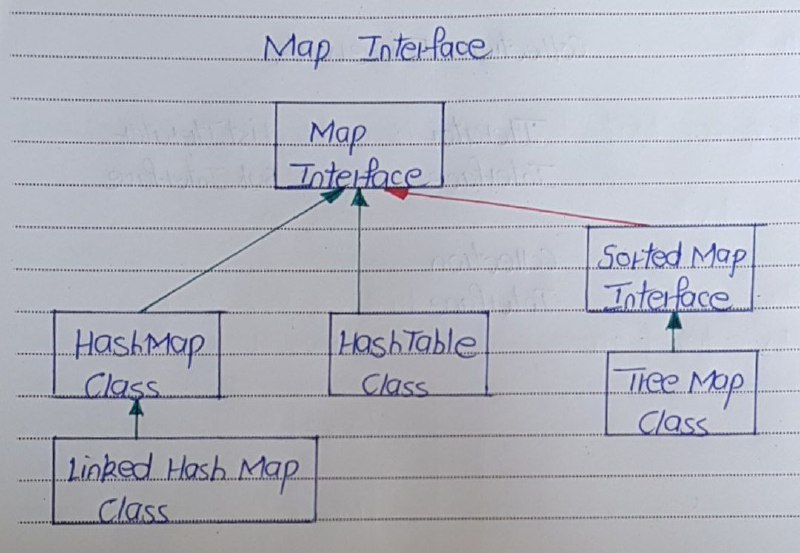 Map Interface
Map
Interface
Sorted Map
Interface
HashMap
Class
HashTable
Class
Tree Map
Class
Linked Hash Map
Class